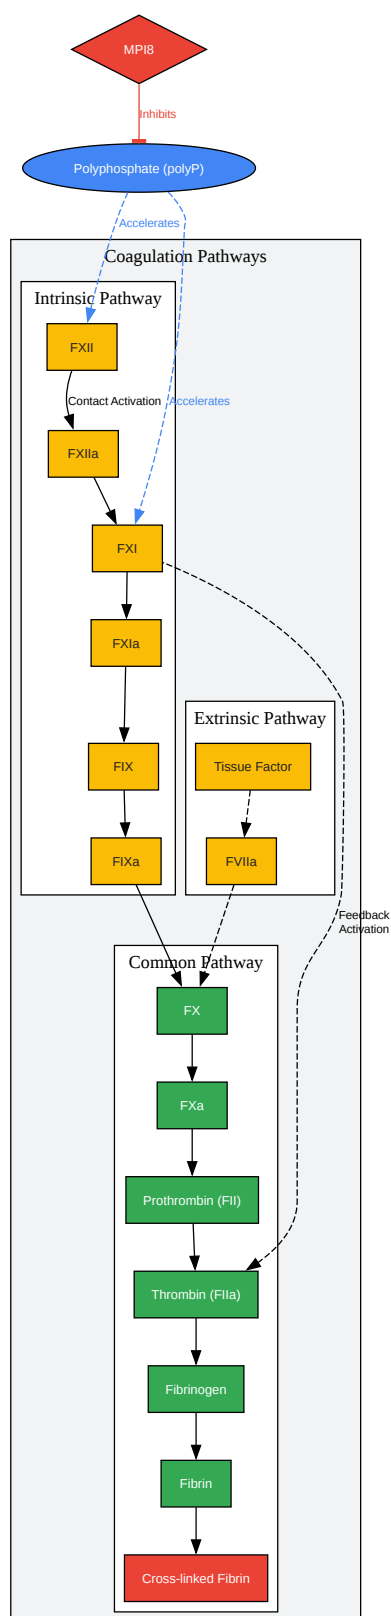 MPI8
Inhibits
Polyphosphate (polyP)
Accelerates
Coagulation Pathways
Intrinsic Pathway
FXII
Contact Activation
Accelerates
FXIIa
FXI
FXIa
Extrinsic Pathway
FIX
Tissue Factor
FIXa
FVIIa
Feedback
Activation
Common Pathway
FX
FXa
Prothrombin (FII)
Thrombin (FIIa)
Fibrinogen
Fibrin
Cross-linked Fibrin